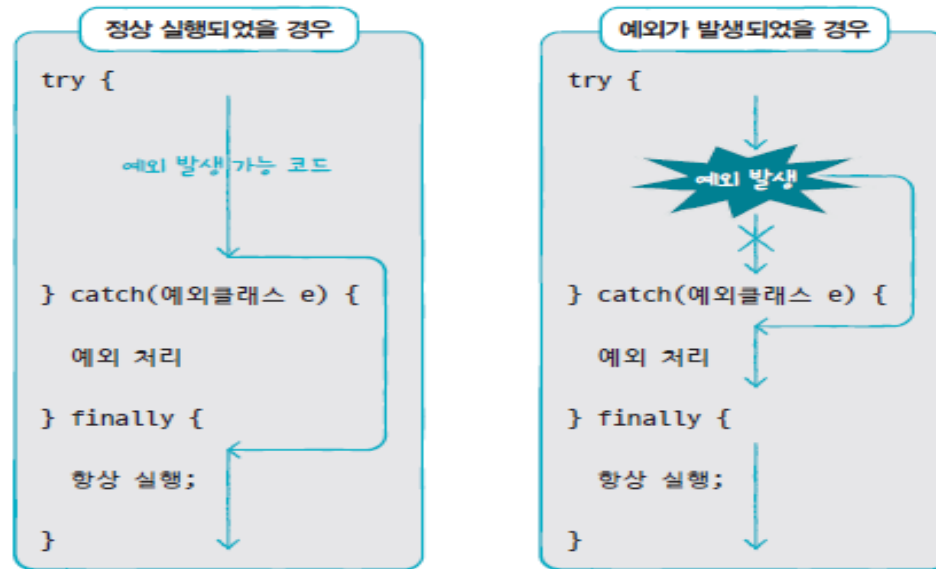 정상 실행되었을 경우
try {
예외 발생 가능 코드
} catch(예외클래스 e) {
예외 처리
} finally {
항상 실행;
}
예외가 발생되었을 경우
try {
예외 발생
} catch(예외클래스 e) {
예외 처리
} finally {
항상 실행;
}